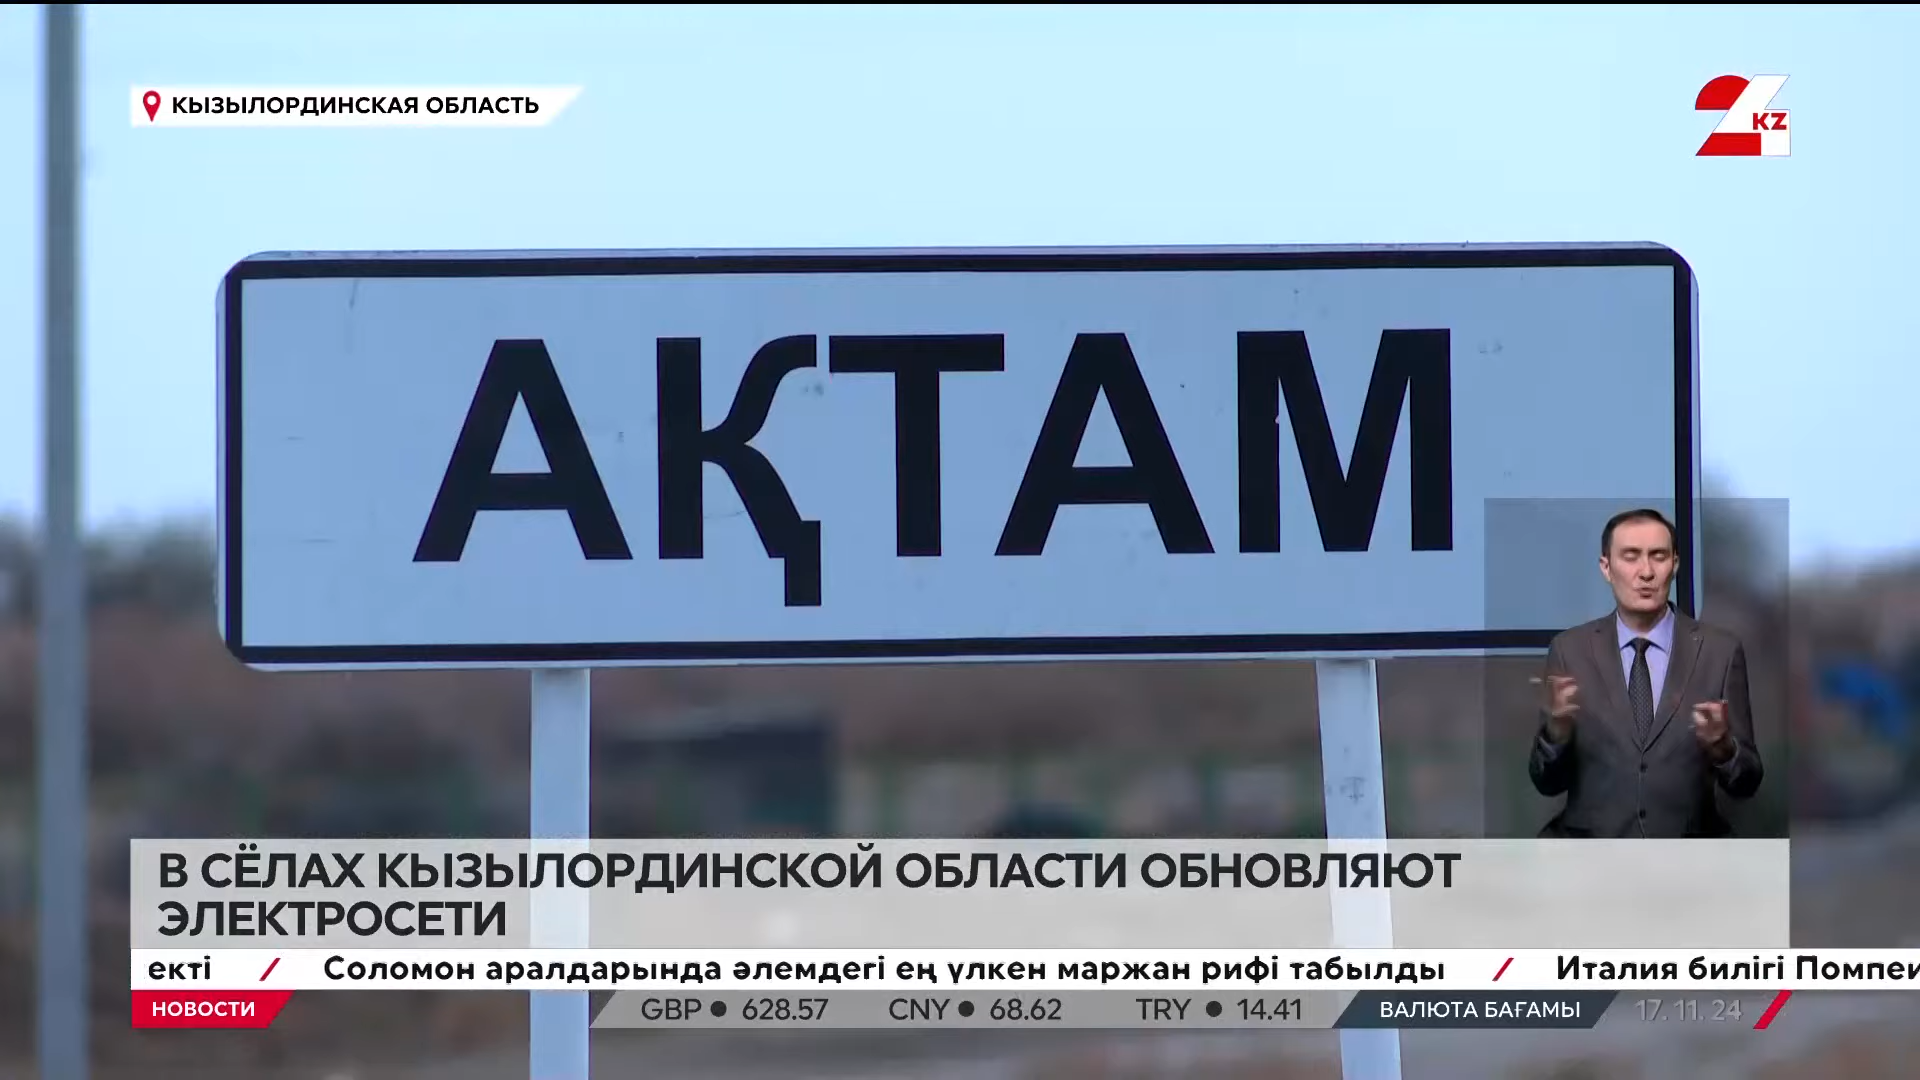 КЫЗЫЛОРДИНСКАЯ ОБЛАСТЬ
24 KZ
АҚТАМ
В СЁЛАХ КЫЗЫЛОРДИНСКОЙ ОБЛАСТИ ОБНОВЛЯЮТ
ЭЛЕКТРОСЕТИ
екті / Соломон аралдарында әлемдегі ең үлкен маржан рифі табылды / Италия билігі Помпеи
НОВОСТИ GBP ● 628.57 CNY ● 68.62 TRY ● 14.41 ВАЛЮТА БАҒАМЫ 17.11.24